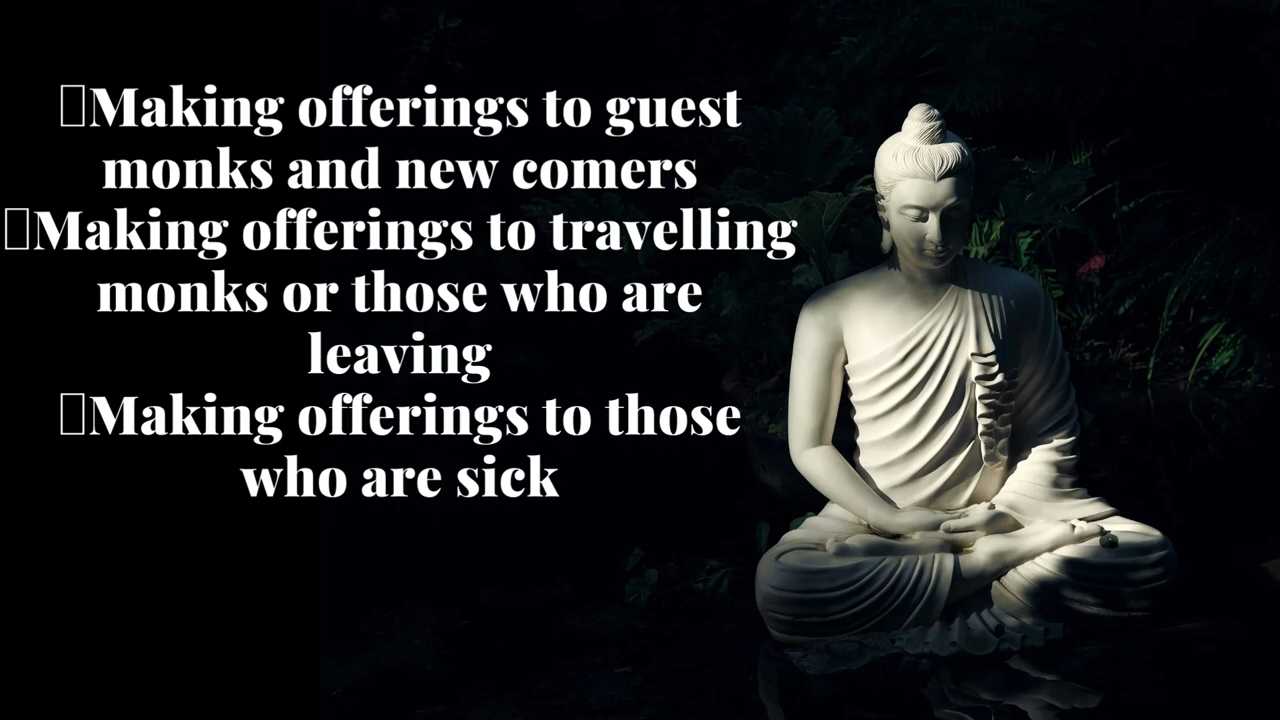 ▯Making offerings to guest
monks and new comers
▯Making offerings to travelling
monks or those who are
leaving
▯Making offerings to those
who are sick